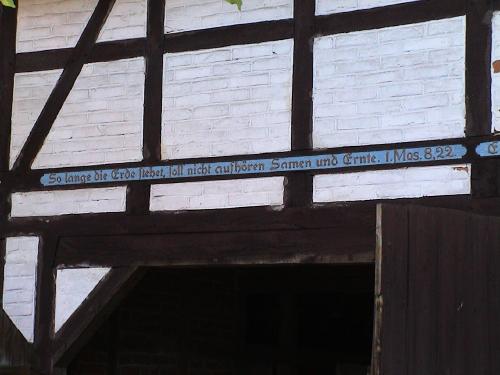 So lange die Erde stehet, soll nicht aufhören Samen und Ernte. 1.Mos. 8,22.